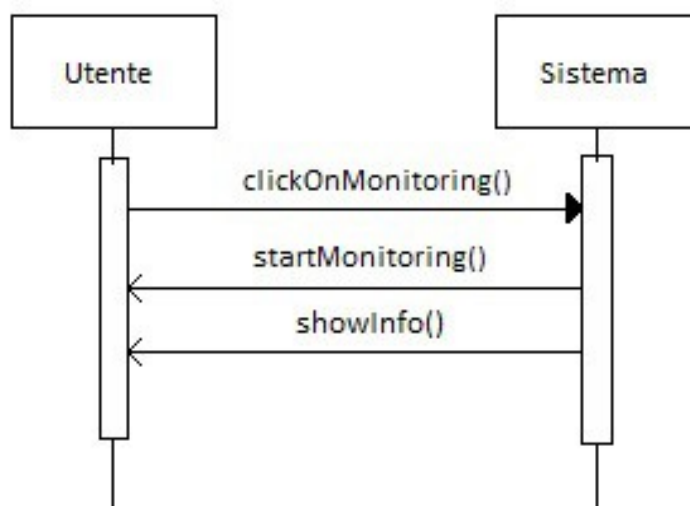 Utente
Sistema
clickOnMonitoring()
startMonitoring()
showInfo()